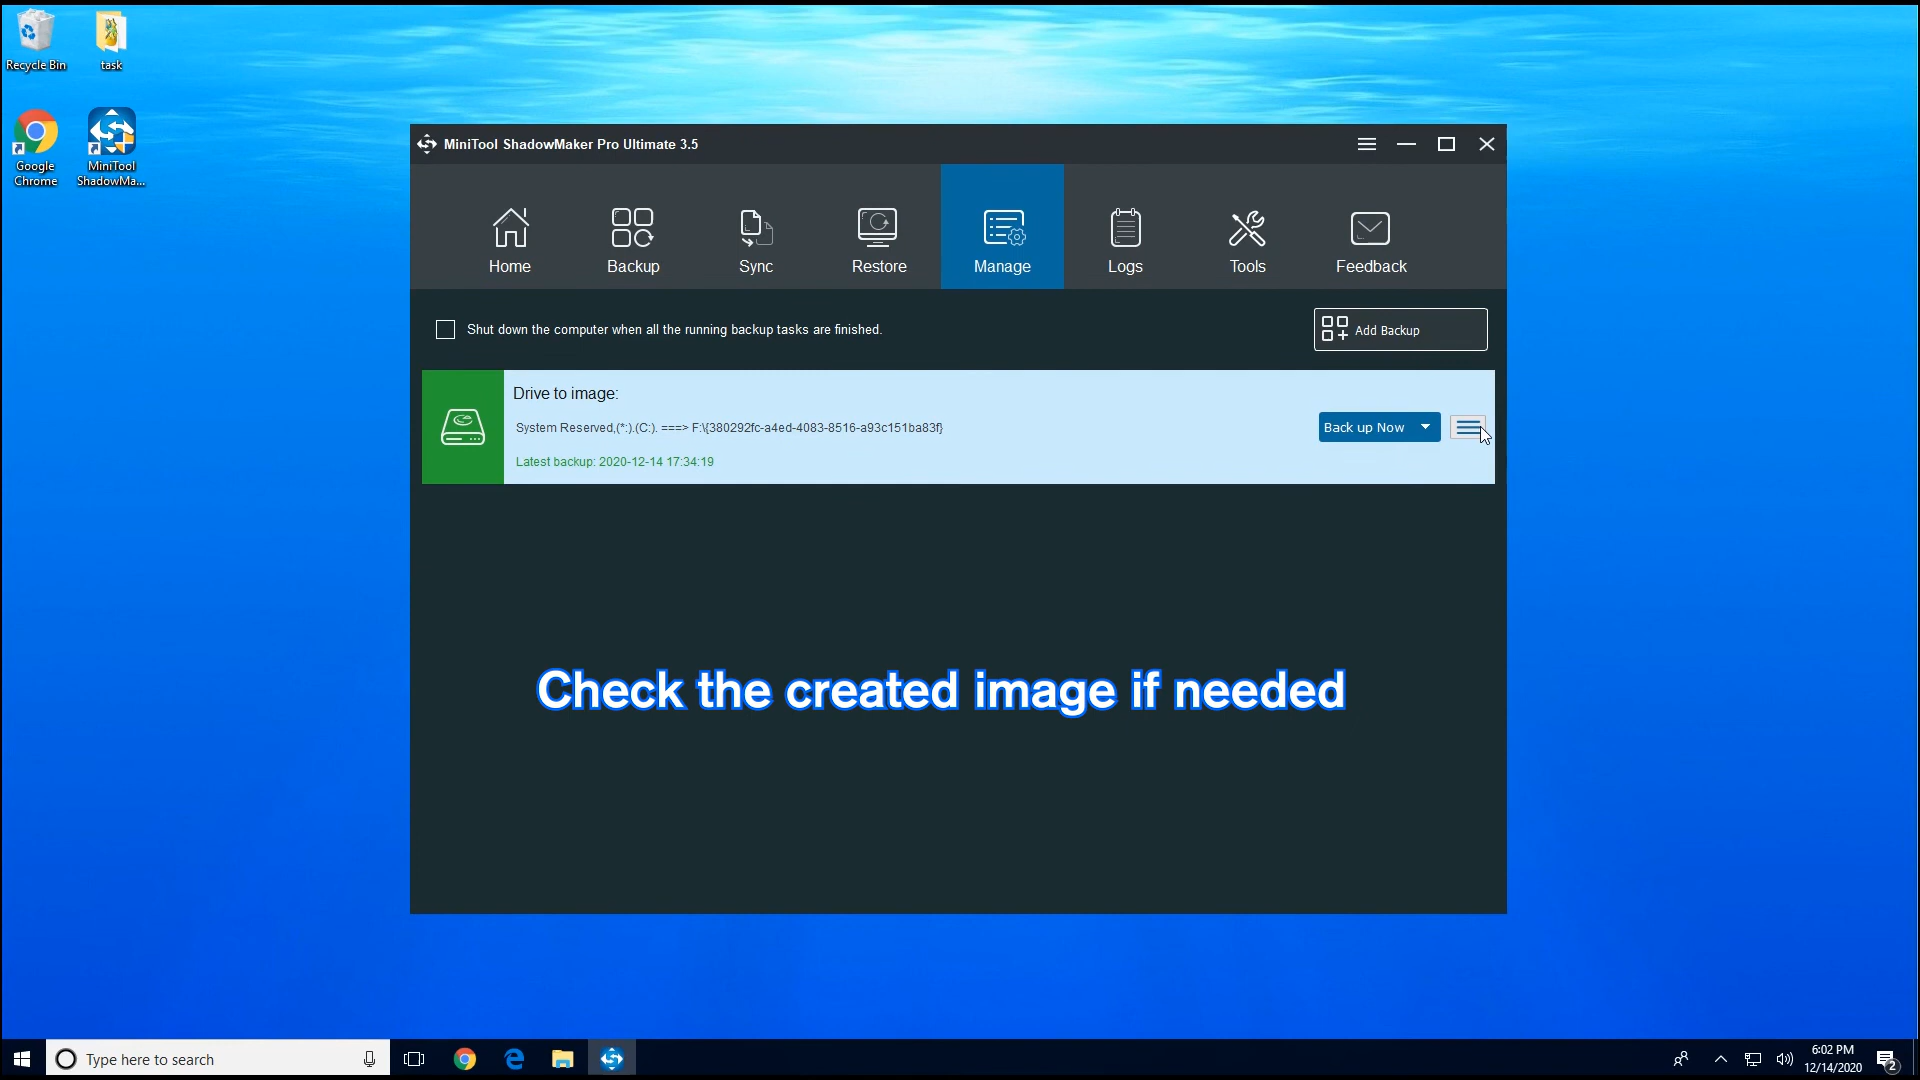 Recycle Bin
task
Google
Chrome
MiniTool
ShadowMa...
MiniTool ShadowMaker Pro Ultimate 3.5
Home
Backup
Sync
Restore
Manage
Logs
Tools
Feedback
Shut down the computer when all the running backup tasks are finished.
Add Backup
Drive to image:
System Reserved,(*:).(C:). ===> F:\{380292fc-a4ed-4083-8516-a93c151ba83f}
Back up Now
Latest backup: 2020-12-14 17:34:19
Check the created image if needed
Type here to search
6:02 PM
12/14/2020
2